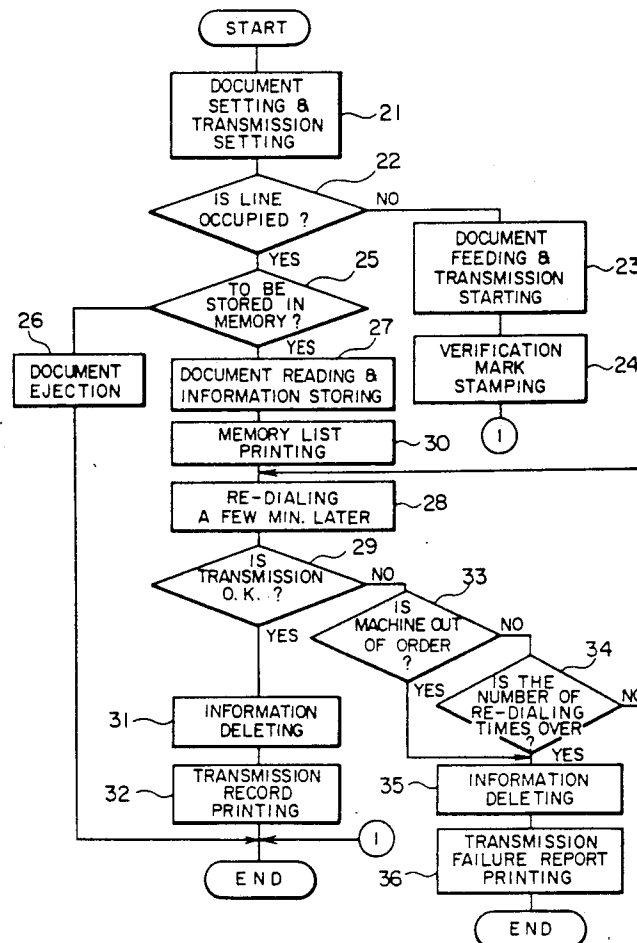 START
DOCUMENT
SETTING &
TRANSMISSION
SETTING
21
22
IS LINE
OCCUPIED ?
NO
YES
DOCUMENT
FEEDING &
TRANSMISSION
STARTING
23
25
TO BE
STORED IN
MEMORY?
YES
26
DOCUMENT
EJECTION
27
DOCUMENT READING &
INFORMATION STORING
VERIFICATION
MARK
STAMPING
24
1
MEMORY LIST
PRINTING
30
RE-DIALING
A FEW MIN. LATER
28
29
IS
TRANSMISSION
O.K. ?
NO
YES
33
IS
MACHINE OUT
OF ORDER
?
NO
YES
34
IS THE
NUMBER OF
RE-DIALING
TIMES OVER
?
NO
YES
31
INFORMATION
DELETING
32
TRANSMISSION
RECORD
PRINTING
1
END
35
INFORMATION
DELETING
36
TRANSMISSION
FAILURE REPORT
PRINTING
END